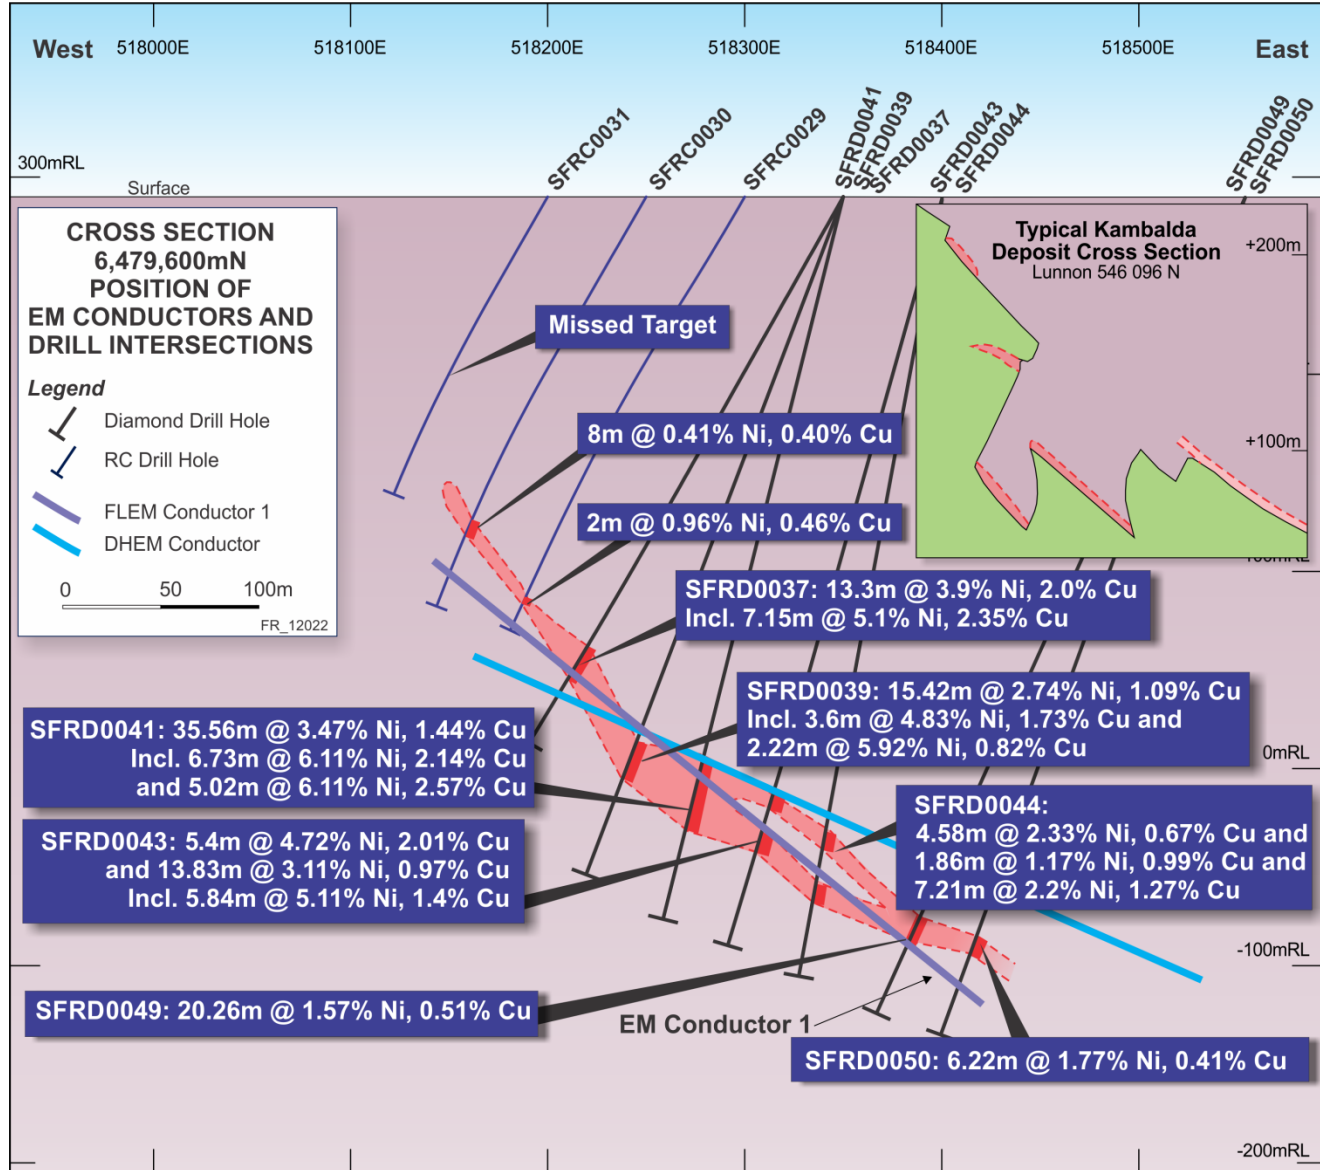 West
518000E
518100E
518200E
518300E
518400E
518500E
East
SFRC0031
SFRC0030
SFRC0029
SFRD0041
SFRD0039
SFRD0037
SFRD0043
SFRD0044
SFRD0049
SFRD0050
300mRL
Surface
CROSS SECTION
6,479,600mN
POSITION OF
EM CONDUCTORS AND
DRILL INTERSECTIONS
Legend
Diamond Drill Hole
RC Drill Hole
FLEM Conductor 1
DHEM Conductor
0 50 100m
FR_12022
Typical Kambalda
Deposit Cross Section
Lunnon 546 096 N
+200m
+100m
Missed Target
8m @ 0.41% Ni, 0.40% Cu
2m @ 0.96% Ni, 0.46% Cu
SFRD0037: 13.3m @ 3.9% Ni, 2.0% Cu
Incl. 7.15m @ 5.1% Ni, 2.35% Cu
SFRD0039: 15.42m @ 2.74% Ni, 1.09% Cu
Incl. 3.6m @ 4.83% Ni, 1.73% Cu and
2.22m @ 5.92% Ni, 0.82% Cu
SFRD0041: 35.56m @ 3.47% Ni, 1.44% Cu
Incl. 6.73m @ 6.11% Ni, 2.14% Cu
and 5.02m @ 6.11% Ni, 2.57% Cu
0mRL
SFRD0044:
4.58m @ 2.33% Ni, 0.67% Cu and
1.86m @ 1.17% Ni, 0.99% Cu and
7.21m @ 2.2% Ni, 1.27% Cu
SFRD0043: 5.4m @ 4.72% Ni, 2.01% Cu
and 13.83m @ 3.11% Ni, 0.97% Cu
Incl. 5.84m @ 5.11% Ni, 1.4% Cu
-100mRL
SFRD0049: 20.26m @ 1.57% Ni, 0.51% Cu
EM Conductor 1
SFRD0050: 6.22m @ 1.77% Ni, 0.41% Cu
-200mRL